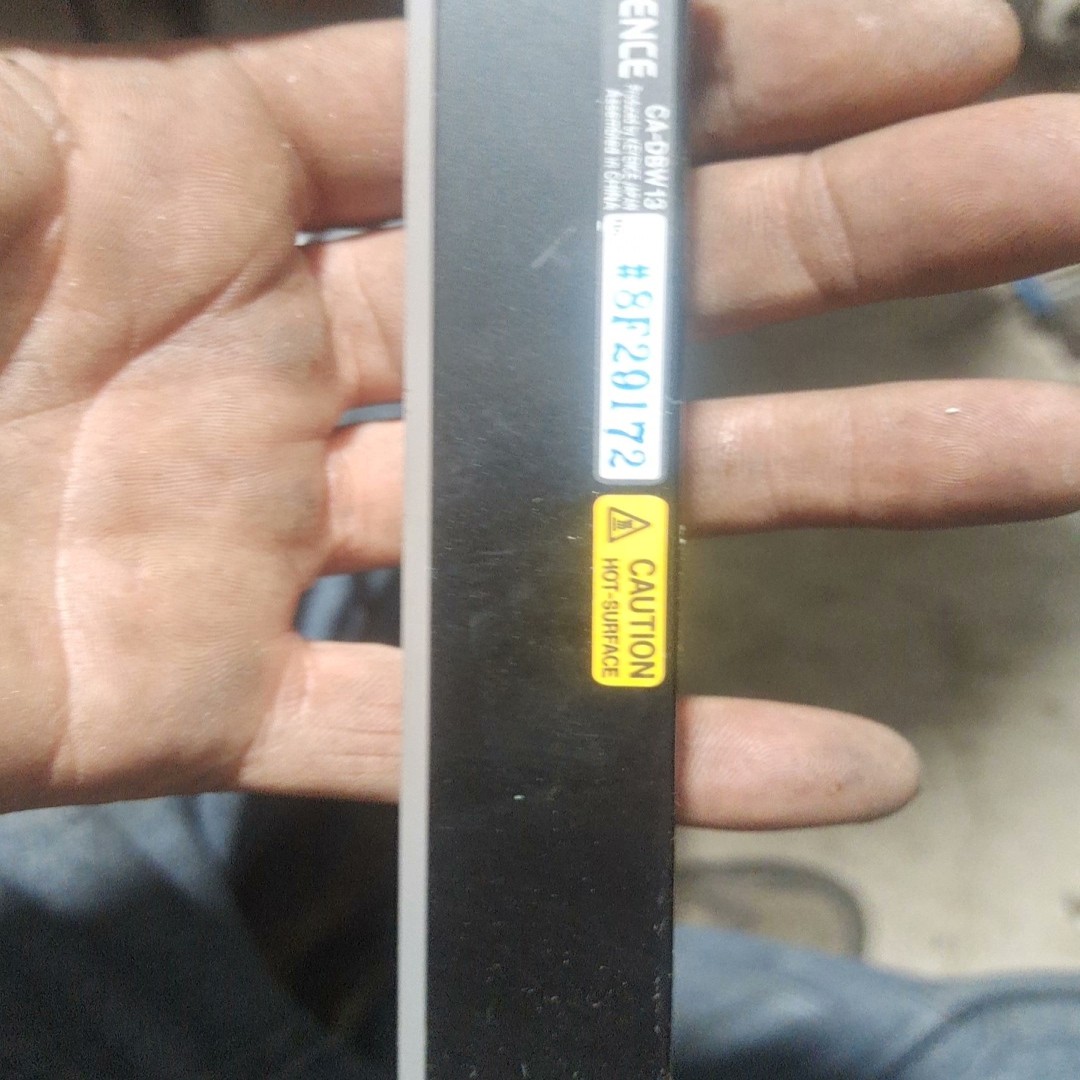 ENCE
CA-DBW13
Produced by KEYENCE JAPAN
Assembled in CHINA
#8F20172
CAUTION
HOT-SURFACE